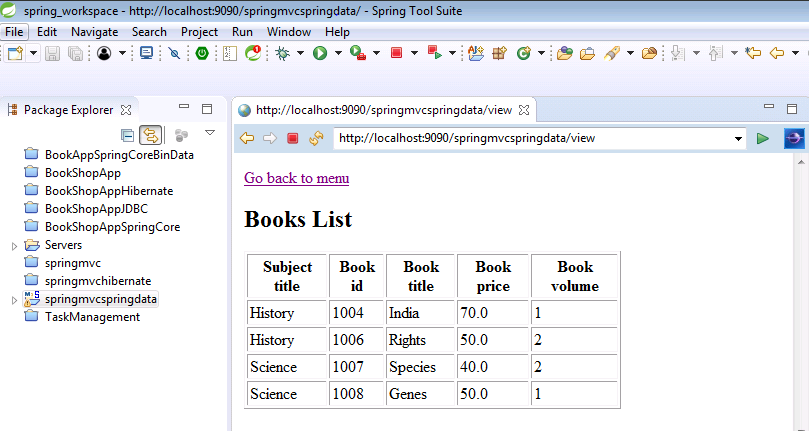 spring_workspace - http://localhost:9090/springmvcspringdata/ - Spring Tool Suite
File Edit Navigate Search Project Run Window Help
Package Explorer
BookAppSpringCoreBinData
BookShopApp
BookShopAppHibernate
BookShopAppJDBC
BookShopAppSpringCore
Servers
springmvc
springmvchibernate
springmvcspringdata
TaskManagement
http://localhost:9090/springmvcspringdata/view
http://localhost:9090/springmvcspringdata/view
Go back to menu
Books List
Subject title Book id Book title Book price Book volume
History 1004 India 70.0 1
History 1006 Rights 50.0 2
Science 1007 Species 40.0 2
Science 1008 Genes 50.0 1